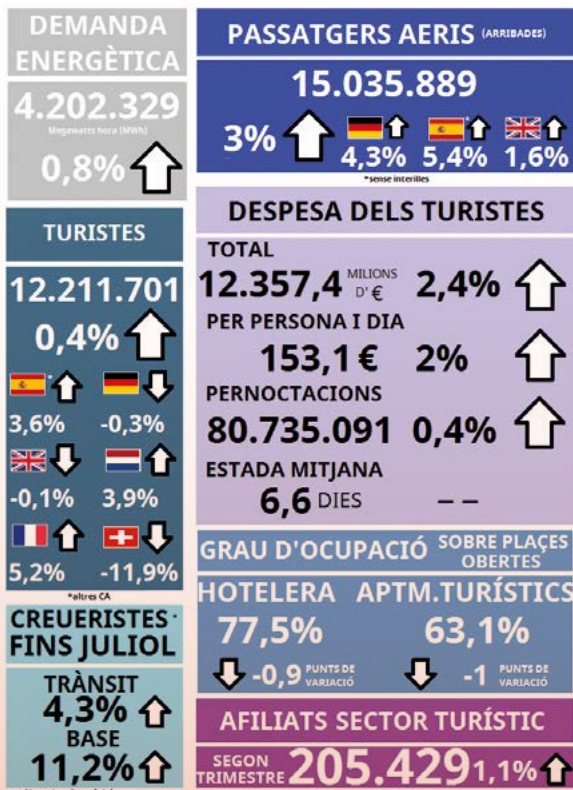 DEMANDA
ENERGÈTICA
4.202.329
Megawatts hora (MWh)
0,8%
PASSATGERS AERIS (ARRIBADES)
15.035.889
3%
*
4,3% 5,4% 1,6%
*sense interilles
TURISTES
12.211.701
0,4%
*
3,6% -0,3%
-0,1% 3,9%
5,2% -11,9%
*altres CA
DESPESA DELS TURISTES
TOTAL
12.357,4 MILIONS D' € 2,4%
PER PERSONA I DIA
153,1 € 2%
PERNOCTACIONS
80.735.091 0,4%
ESTADA MITJANA
6,6 DIES – –
GRAU D'OCUPACIÓ SOBRE PLAÇES
OBERTES
HOTELERA APTM.TURÍSTICS
77,5% 63,1%
-0,9 PUNTS DE VARIACIÓ -1 PUNTS DE VARIACIÓ
CREUERISTES *
FINS JULIOL
TRÀNSIT
4,3%
BASE
11,2%
AFILIATS SECTOR TURÍSTIC
SEGON TRIMESTRE 205.429 1,1%